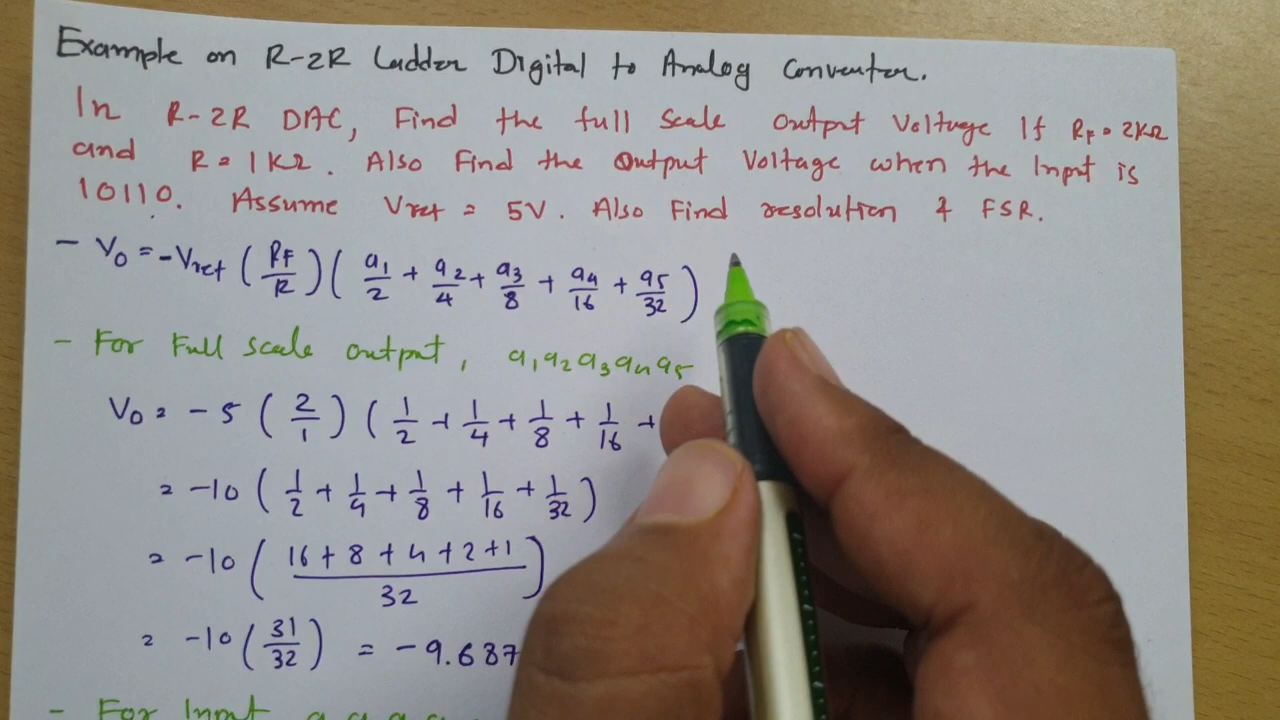 Example on R-2R Ladder Digital to Analog Converter.
In R-2R DAC, Find the full scale output voltage If RF = 2KΩ
and R = 1KΩ. Also Find the Output Voltage when the Input is
10110. Assume Vref = 5V. Also Find resolution & FSR.
- V0 = -Vref (RF/R)(a1/2 + a2/4 + a3/8 + a4/16 + a5/32)
- For Full scale output, a1a2a3a4a5
V0 = -5 (2/1)(1/2 + 1/4 + 1/8 + 1/16 +
= -10 (1/2 + 1/4 + 1/8 + 1/16 + 1/32)
= -10 (16+8+4+2+1/32)
= -10 (31/32) = -9.687
- For Input